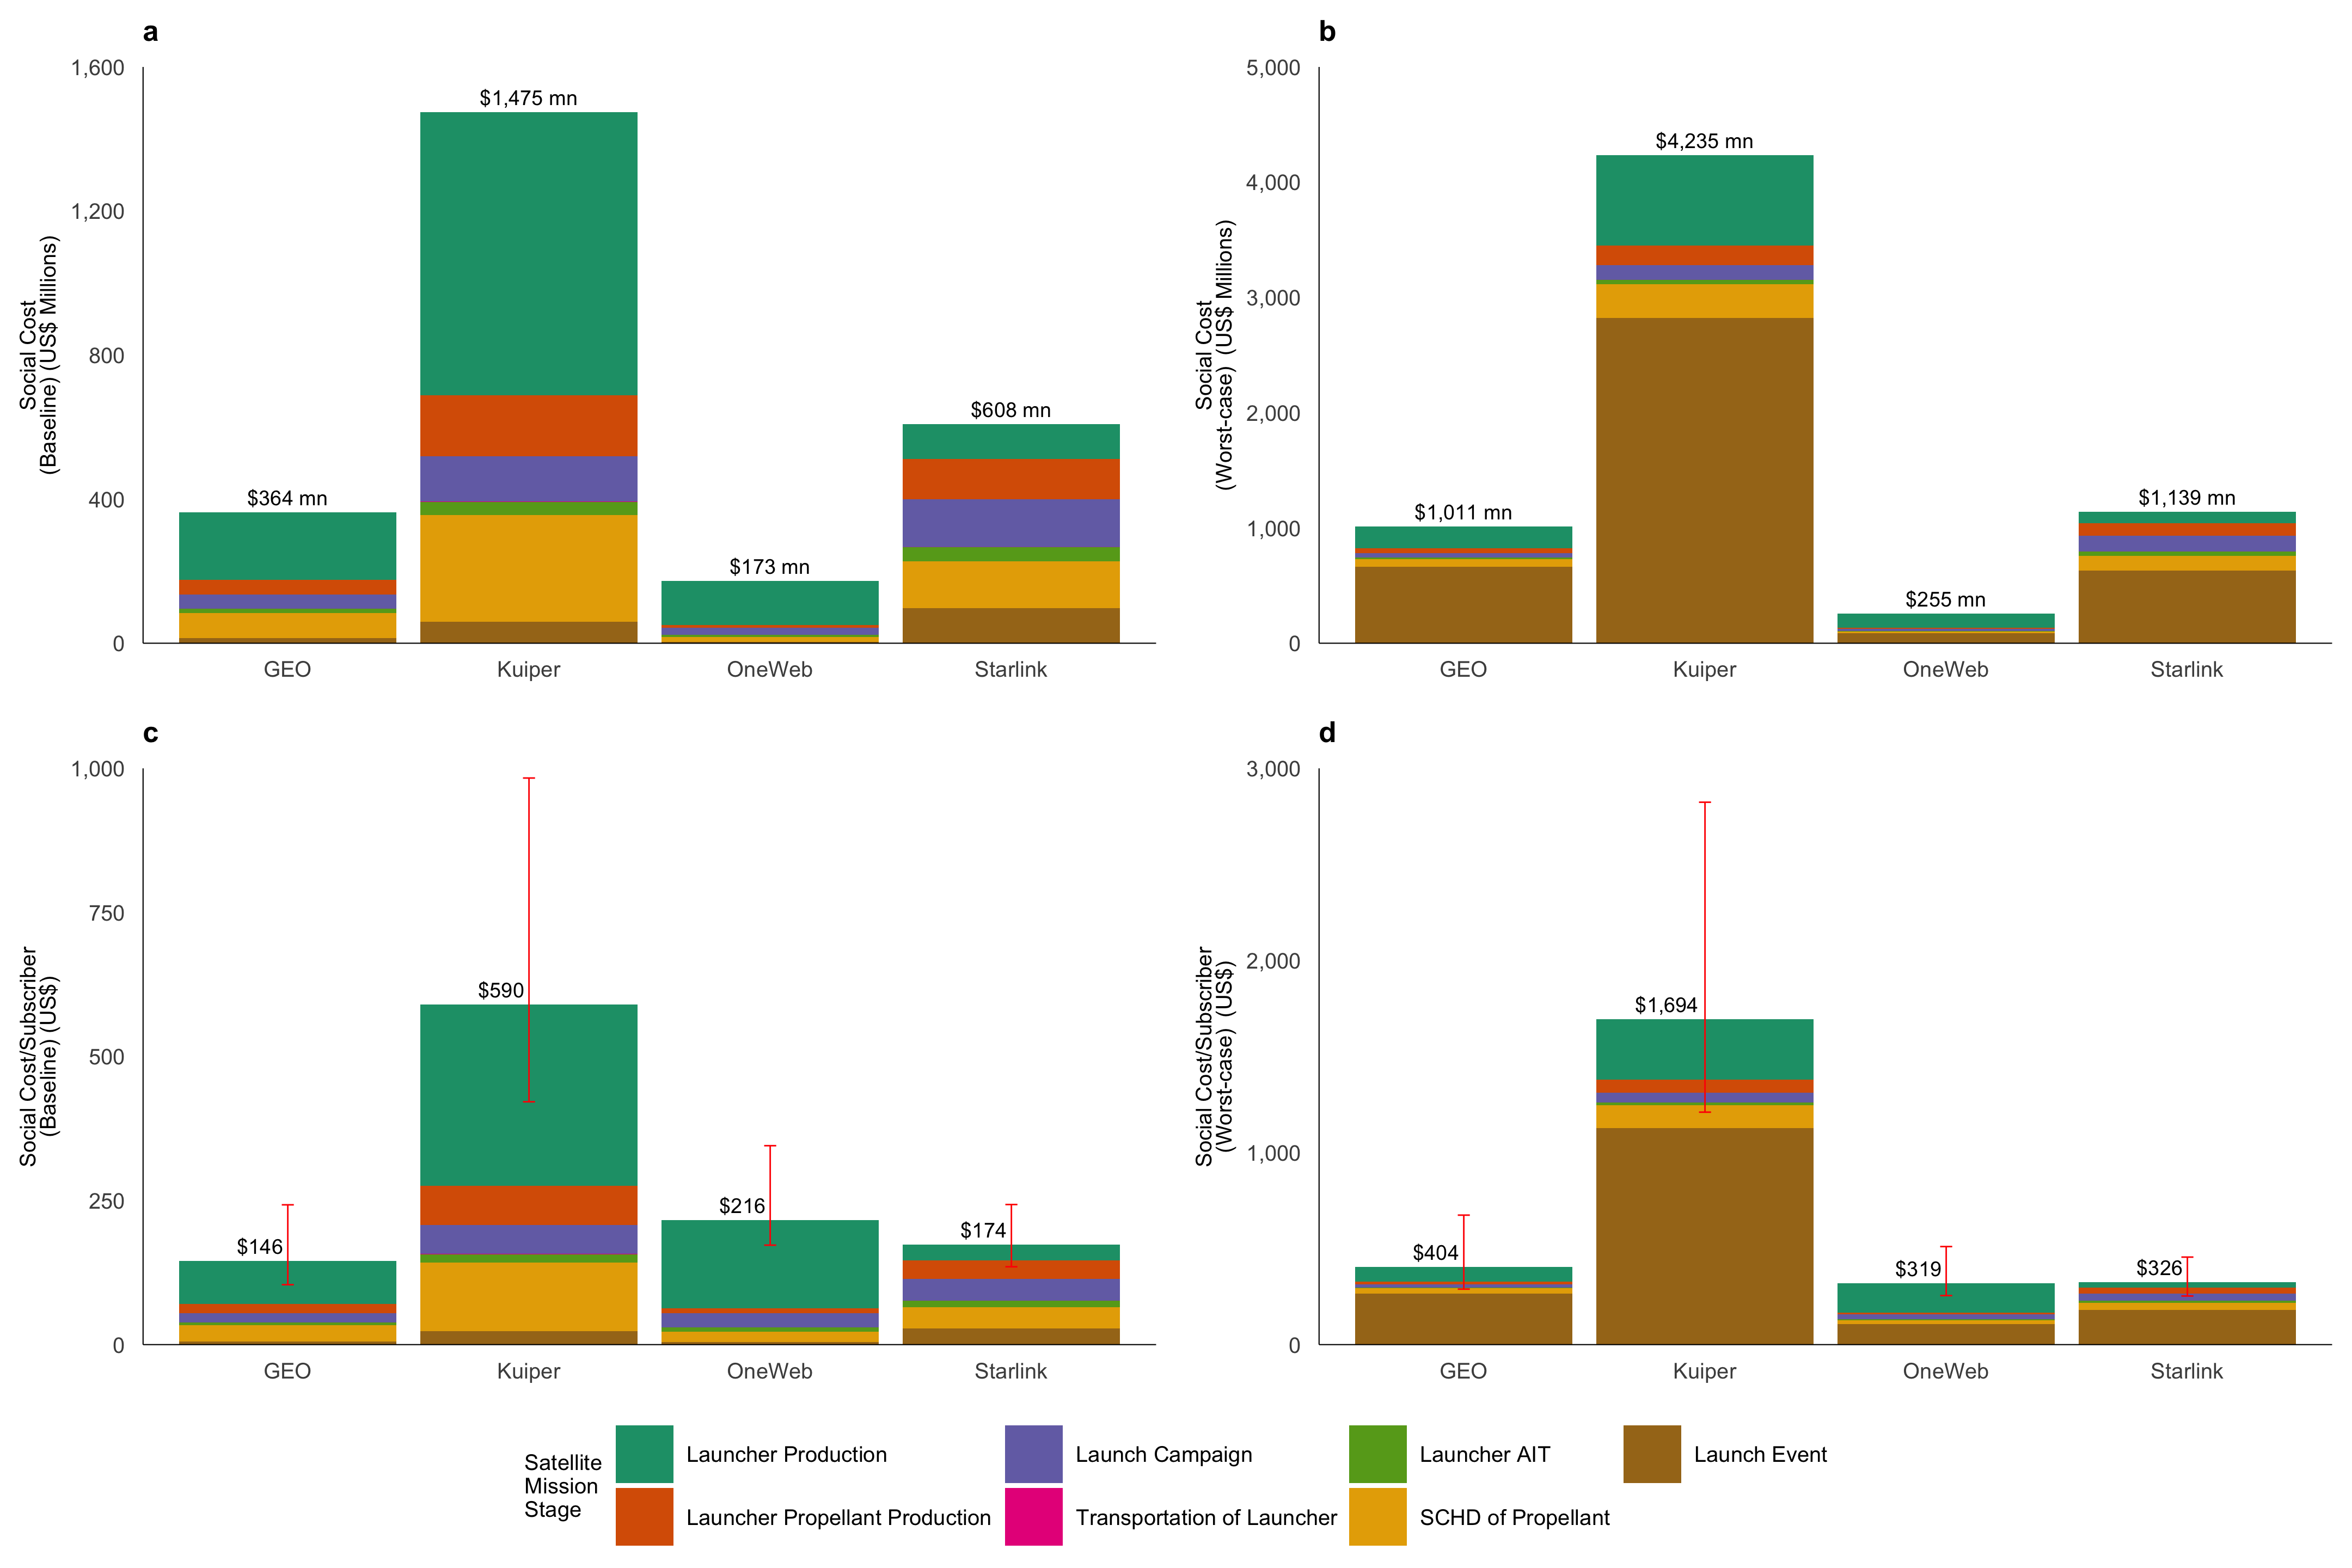 a
1,600
1,200
800
400
0
Social Cost
(Baseline) (US$ Millions)
$364 mn
$1,475 mn
$173 mn
$608 mn
GEO
Kuiper
OneWeb
Starlink
b
5,000
4,000
3,000
2,000
1,000
0
Social Cost
(Worst-case) (US$ Millions)
$1,011 mn
$4,235 mn
$255 mn
$1,139 mn
GEO
Kuiper
OneWeb
Starlink
c
1,000
750
500
250
0
Social Cost/Subscriber
(Baseline) (US$)
$146
$590
$216
$174
GEO
Kuiper
OneWeb
Starlink
d
3,000
2,000
1,000
0
Social Cost/Subscriber
(Worst-case) (US$)
$404
$1,694
$319
$326
GEO
Kuiper
OneWeb
Starlink
Satellite
Mission
Stage
Launcher Production
Launcher Propellant Production
Launch Campaign
Transportation of Launcher
Launcher AIT
SCHD of Propellant
Launch Event